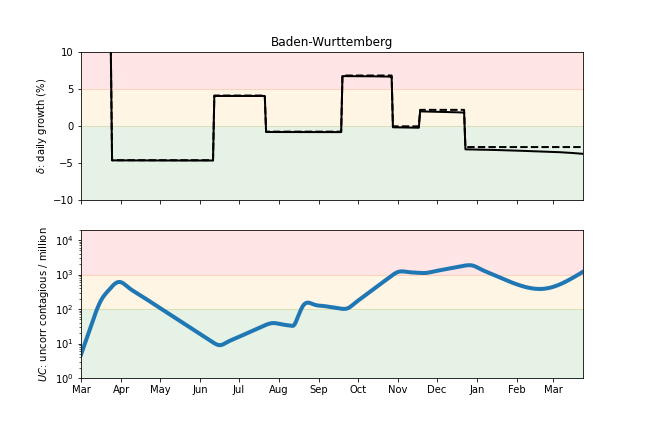 Baden-Wurttemberg
δ: daily growth (%)
10
5
0
−5
−10
UC: uncorr contagious / million
10⁴
10³
10²
10¹
10⁰
Mar Apr May Jun Jul Aug Sep Oct Nov Dec Jan Feb Mar